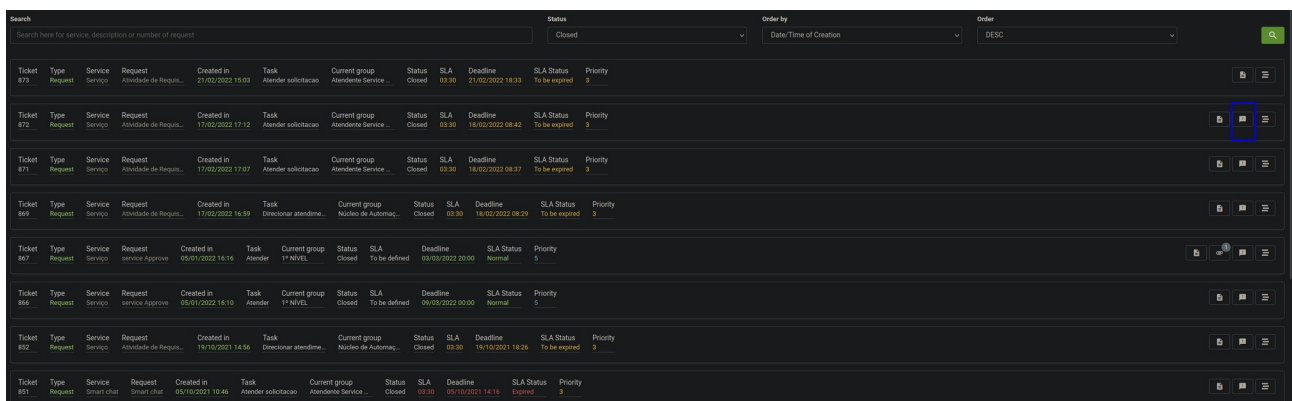 Search Status Order by Order
Search here for service, description or number of request Closed Date/Time of Creation DESC
Ticket Type Service Request Created in Task Current group Status SLA Deadline SLA Status Priority
873 Request Serviço Atividade de Requis... 21/02/2022 15:03 Atender solicitacao Atendente Service ... Closed 03:30 21/02/2022 18:33 To be expired 3
Ticket Type Service Request Created in Task Current group Status SLA Deadline SLA Status Priority
872 Request Serviço Atividade de Requis... 17/02/2022 17:12 Atender solicitacao Atendente Service ... Closed 03:30 18/02/2022 08:42 To be expired 3
Ticket Type Service Request Created in Task Current group Status SLA Deadline SLA Status Priority
871 Request Serviço Atividade de Requis... 17/02/2022 17:07 Atender solicitacao Atendente Service ... Closed 03:30 18/02/2022 08:37 To be expired 3
Ticket Type Service Request Created in Task Current group Status SLA Deadline SLA Status Priority
869 Request Serviço Atividade de Requis... 17/02/2022 16:59 Direcionar atendime... Núcleo de Automaç... Closed 03:30 18/02/2022 08:29 To be expired 3
Ticket Type Service Request Created in Task Current group Status SLA Deadline SLA Status Priority
867 Request Serviço service Approve 05/01/2022 16:16 Atender 1º NÍVEL Closed To be defined 03/03/2022 20:00 Normal 5 1
Ticket Type Service Request Created in Task Current group Status SLA Deadline SLA Status Priority
866 Request Serviço service Approve 05/01/2022 16:10 Atender 1º NÍVEL Closed To be defined 09/03/2022 00:00 Normal 5
Ticket Type Service Request Created in Task Current group Status SLA Deadline SLA Status Priority
852 Request Serviço Atividade de Requis... 19/10/2021 14:56 Direcionar atendime... Núcleo de Automaç... Closed 03:30 19/10/2021 18:26 To be expired 3
Ticket Type Service Request Created in Task Current group Status SLA Deadline SLA Status Priority
851 Request Smart chat Smart chat 05/10/2021 10:46 Atender solicitacao Atendente Service ... Closed 03:30 05/10/2021 14:16 Expired 3